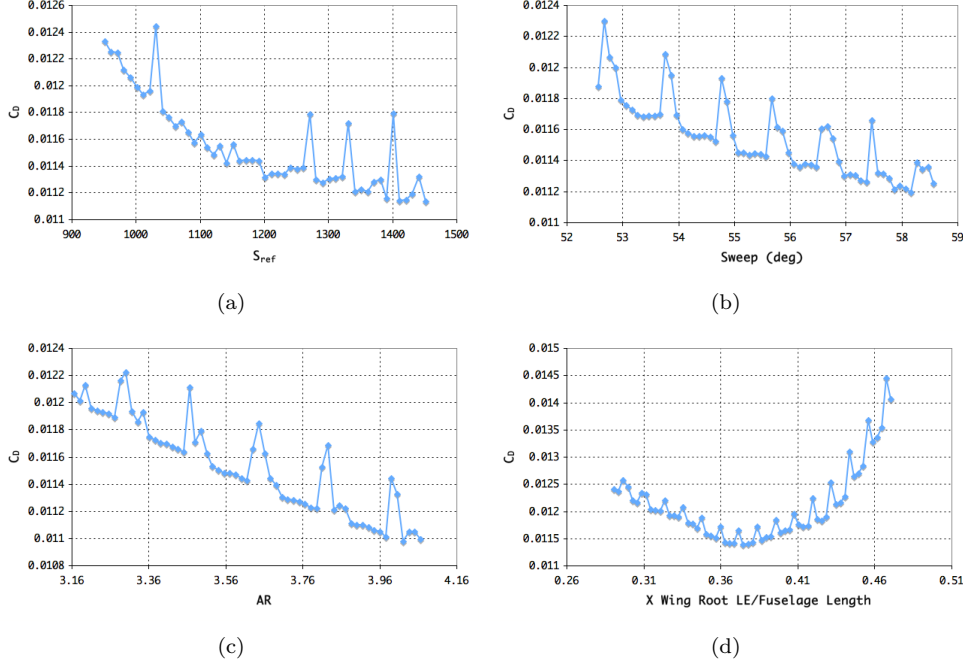 0.0126
0.0124
0.0122
0.012
0.0118
0.0116
0.0114
0.0112
0.011
C_D
900 1000 1100 1200 1300 1400 1500
S_ref
(a)
0.0124
0.0122
0.012
0.0118
0.0116
0.0114
0.0112
0.011
C_D
52 53 54 55 56 57 58 59
Sweep (deg)
(b)
0.0124
0.0122
0.012
0.0118
0.0116
0.0114
0.0112
0.011
0.0108
C_D
3.16 3.36 3.56 3.76 3.96 4.16
AR
(c)
0.015
0.0145
0.014
0.0135
0.013
0.0125
0.012
0.0115
0.011
C_D
0.26 0.31 0.36 0.41 0.46 0.51
X Wing Root LE/Fuselage Length
(d)